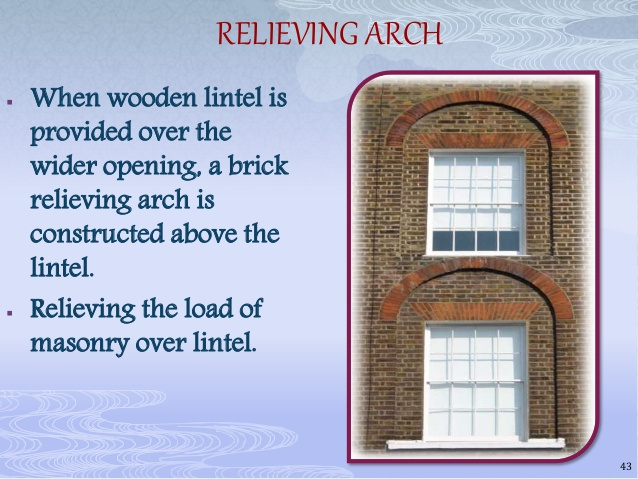 RELIEVING ARCH
▪ When wooden lintel is
provided over the
wider opening, a brick
relieving arch is
constructed above the
lintel.
▪ Relieving the load of
masonry over lintel.
43